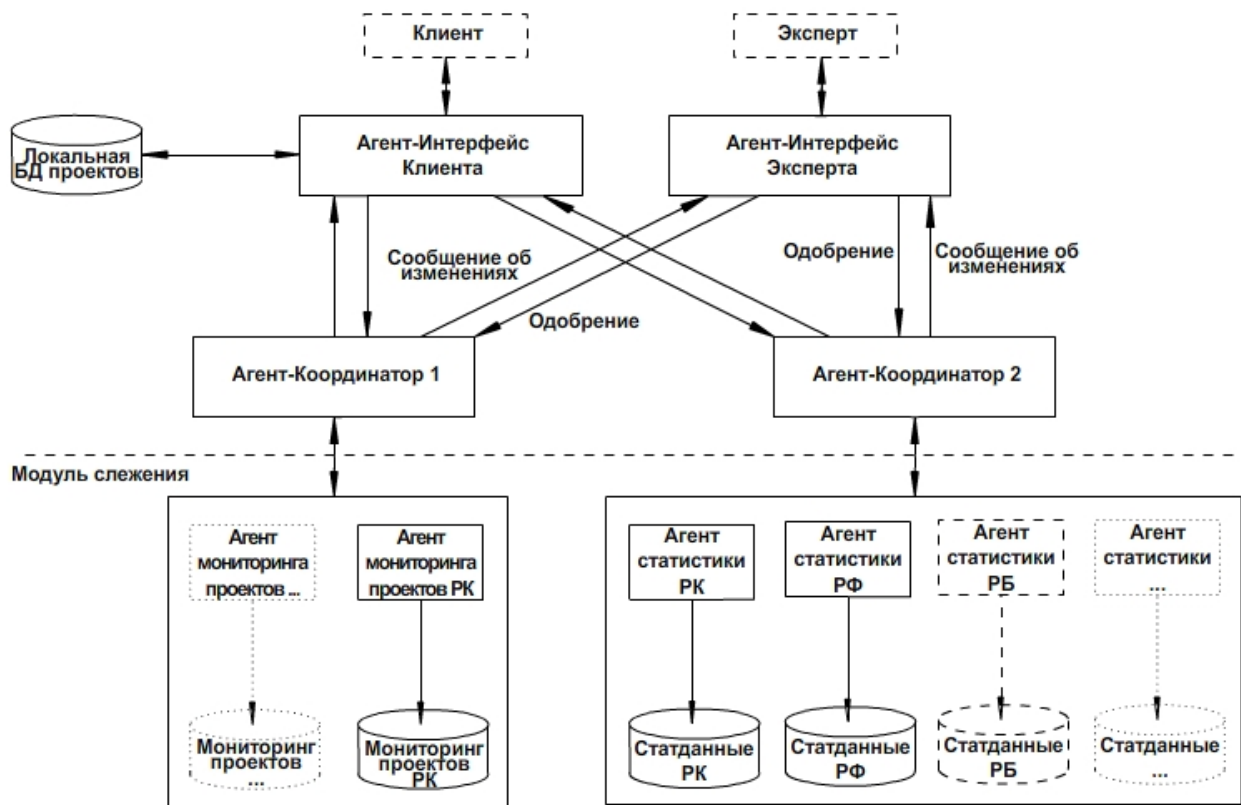 Клиент
Эксперт
Агент-Интерфейс
Клиента
Агент-Интерфейс
Эксперта
Локальная
БД проектов
Сообщение об
изменениях
Одобрение
Одобрение
Сообщение об
изменениях
Агент-Координатор 1
Агент-Координатор 2
Модуль слежения
Агент
мониторинга
проектов ...
Агент
мониторинга
проектов РК
Агент
статистики
РК
Агент
статистики
РФ
Агент
статистики
РБ
Агент
статистики
...
Мониторинг
проектов
...
Мониторинг
проектов
РК
Статданные
РК
Статданные
РФ
Статданные
РБ
Статданные
...